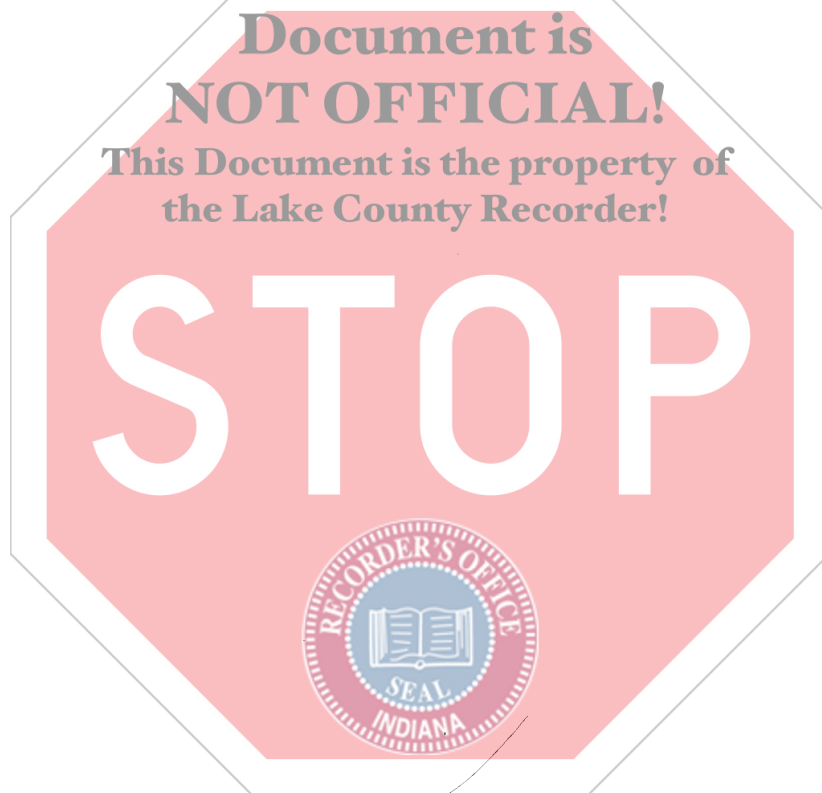 Document is
NOT OFFICIAL!
This Document is the property of
the Lake County Recorder!
STOP
RECORDER'S OFFICE
SEAL
INDIANA